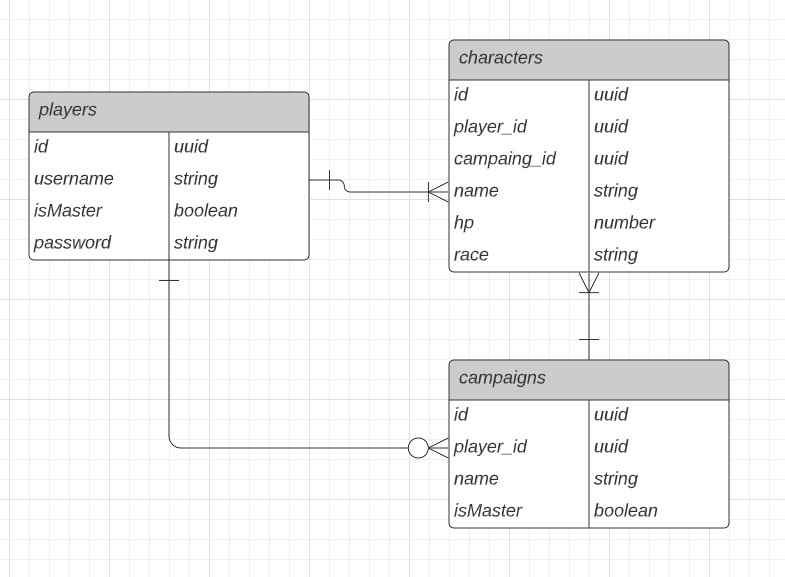 players
id uuid
username string
isMaster boolean
password string
characters
id uuid
player_id uuid
campaing_id uuid
name string
hp number
race string
campaigns
id uuid
player_id uuid
name string
isMaster boolean